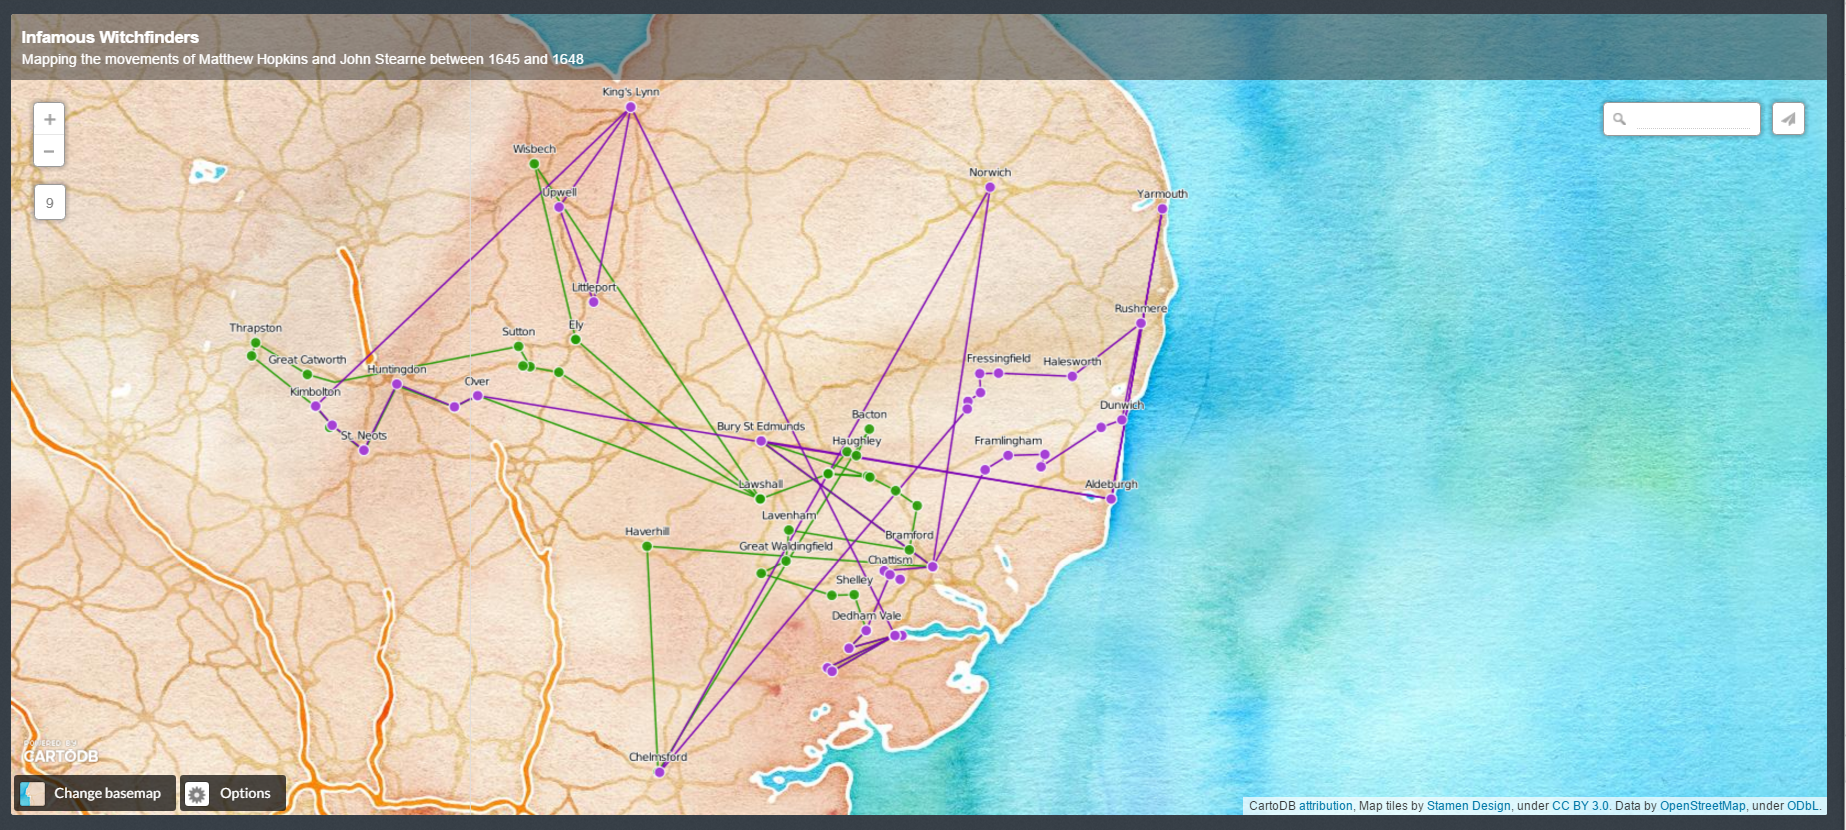 Infamous Witchfinders
Mapping the movements of Matthew Hopkins and John Stearne between 1645 and 1648
King's Lynn
+
−
Wisbech
Norwich
Upwell
Yarmouth
9
Littleport
Rushmere
Ely
Thrapston
Sutton
Great Catworth
Fressingfield
Halesworth
Huntingdon
Over
Kimbolton
Dunwich
Bacton
Bury St Edmunds
St. Neots
Haughley
Framlingham
Lawshall
Aldeburgh
Lavenham
Haverhill
Bramford
Great Waldingfield
Chattism
Shelley
Dedham Vale
POWERED BY
CARTODB
Chelmsford
Change basemap
Options
CartoDB attribution, Map tiles by Stamen Design, under CC BY 3.0. Data by OpenStreetMap, under ODbL.